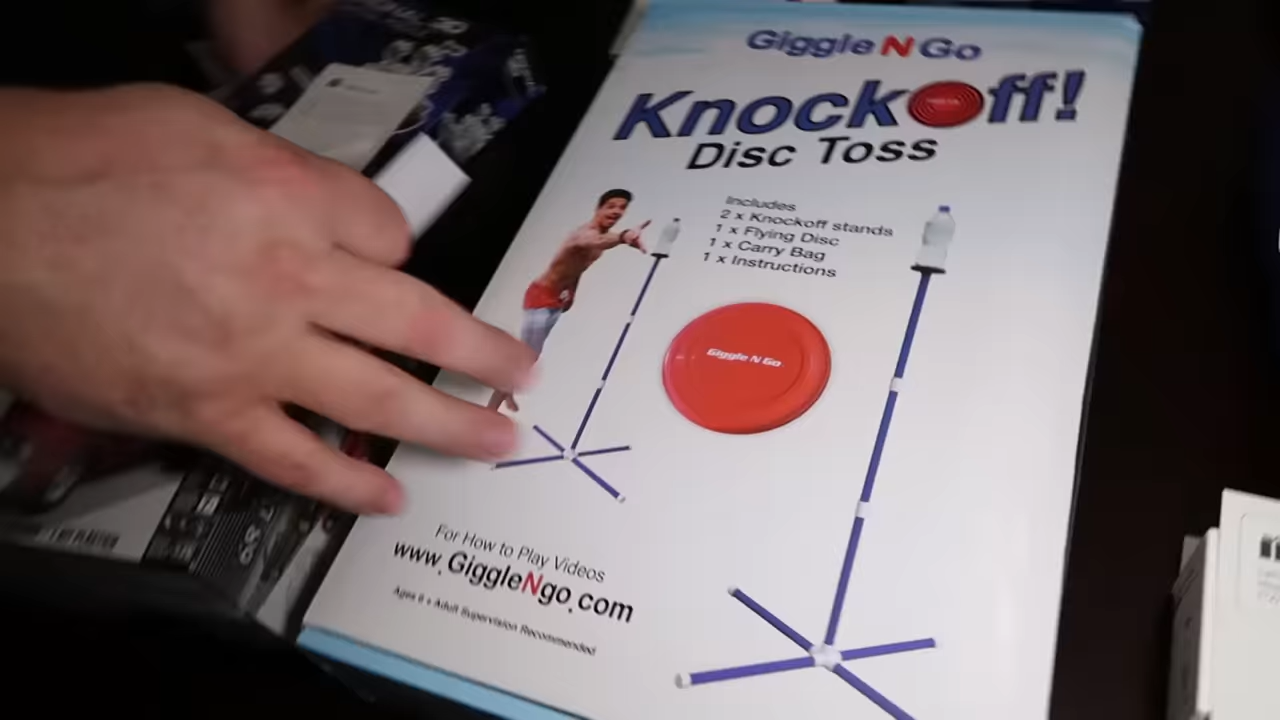 Giggle N Go
Knockoff!
Disc Toss
Includes
2 x Knockoff stands
1 x Flying Disc
1 x Carry Bag
1 x Instructions
Giggle N Go
For How to Play Videos
www.GiggleNgo.com
Ages 6 + Adult Supervision Recommended